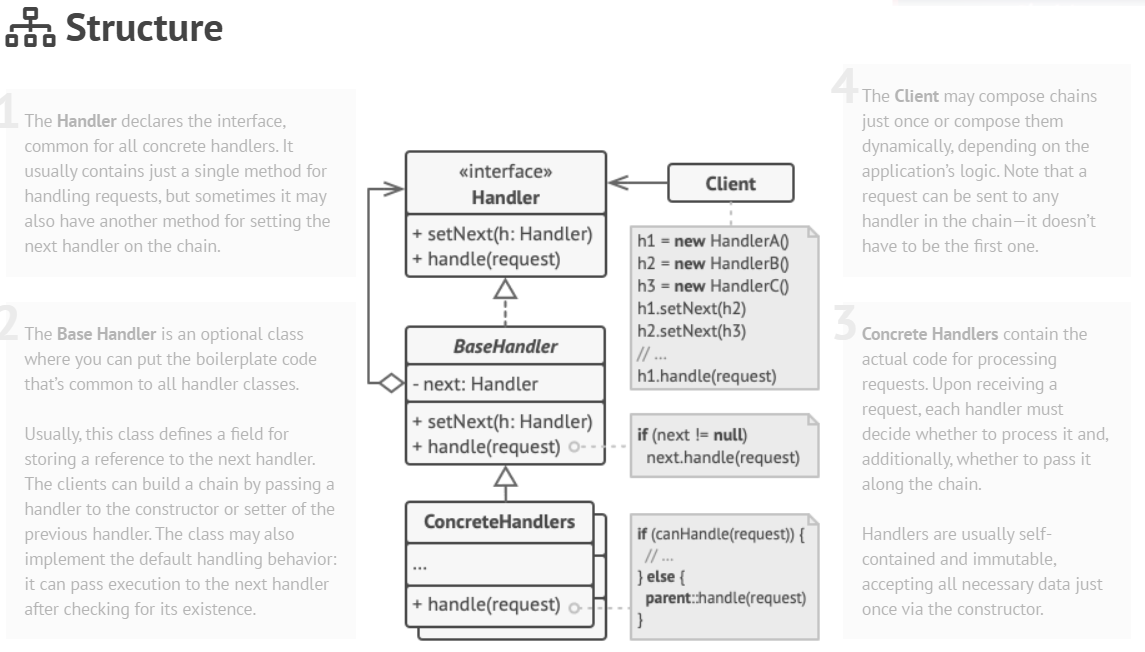 Structure
1
The Handler declares the interface,
common for all concrete handlers. It
usually contains just a single method for
handling requests, but sometimes it may
also have another method for setting the
next handler on the chain.
2
The Base Handler is an optional class
where you can put the boilerplate code
that's common to all handler classes.
Usually, this class defines a field for
storing a reference to the next handler.
The clients can build a chain by passing a
handler to the constructor or setter of the
previous handler. The class may also
implement the default handling behavior:
it can pass execution to the next handler
after checking for its existence.
«interface»
Handler
+ setNext(h: Handler)
+ handle(request)
BaseHandler
- next: Handler
+ setNext(h: Handler)
+ handle(request)
ConcreteHandlers
...
+ handle(request)
Client
h1 = new HandlerA()
h2 = new HandlerB()
h3 = new HandlerC()
h1.setNext(h2)
h2.setNext(h3)
// ...
h1.handle(request)
if (next != null)
next.handle(request)
if (canHandle(request)) {
// ...
} else {
parent::handle(request)
}
4
The Client may compose chains
just once or compose them
dynamically, depending on the
application's logic. Note that a
request can be sent to any
handler in the chain—it doesn't
have to be the first one.
3
Concrete Handlers contain the
actual code for processing
requests. Upon receiving a
request, each handler must
decide whether to process it and,
additionally, whether to pass it
along the chain.
Handlers are usually self-
contained and immutable,
accepting all necessary data just
once via the constructor.